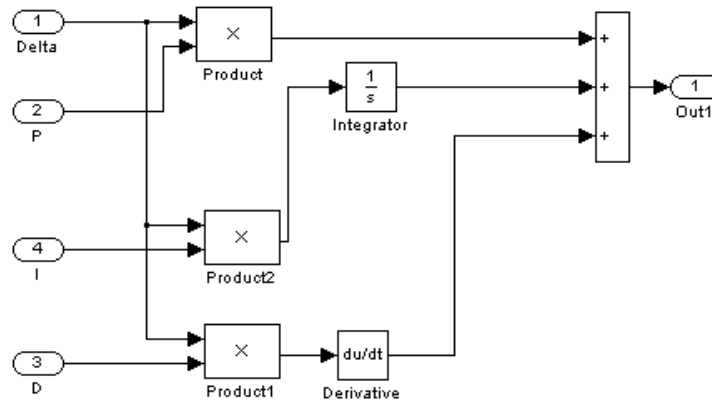 1
Delta
×
Product
2
P
1
s
Integrator
+
+
+
1
Out1
4
I
×
Product2
3
D
×
Product1
du/dt
Derivative